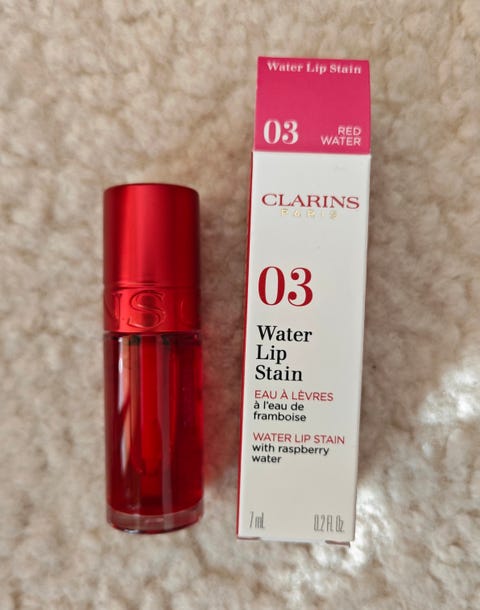 Water Lip Stain
03
RED
WATER
CLARINS
PARIS
03
Water
Lip
Stain
EAU À LÈVRES
à l'eau de
framboise
WATER LIP STAIN
with raspberry
water
7 mL 0.2 Fl. Oz.
NS